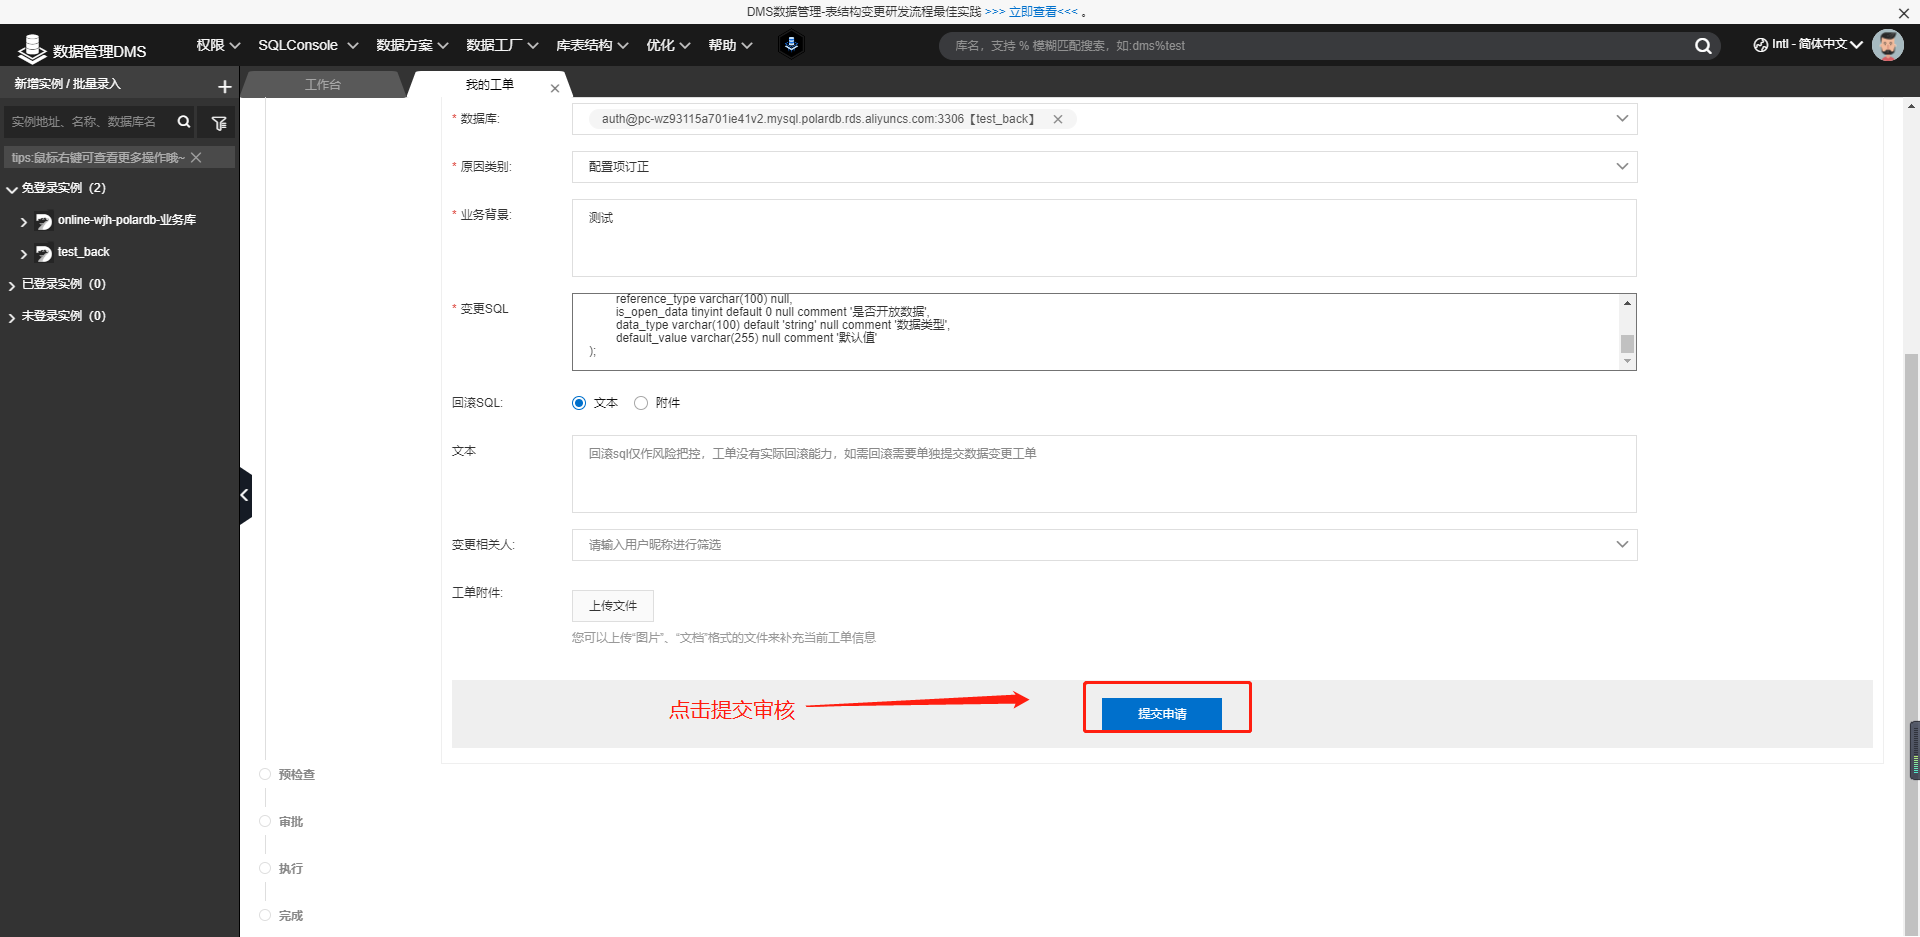 DMS数据管理-表结构变更研发流程最佳实践 >>> 立即查看<<< 。
数据管理DMS
权限 SQLConsole 数据方案 数据工厂 库表结构 优化 帮助
库名，支持 % 模糊匹配搜索，如:dms%test
Intl - 简体中文
新增实例 / 批量录入
工作台
我的工单
实例地址、名称、数据库名
tips:鼠标右键可查看更多操作哦~
免登录实例（2）
online-wjh-polardb-业务库
test_back
已登录实例（0）
未登录实例（0）
* 数据库:
auth@pc-wz93115a701ie41v2.mysql.polardb.rds.aliyuncs.com:3306【test_back】
* 原因类别:
配置项订正
* 业务背景:
测试
* 变更SQL
reference_type varchar(100) null,
is_open_data tinyint default 0 null comment '是否开放数据',
data_type varchar(100) default 'string' null comment '数据类型',
default_value varchar(255) null comment '默认值'
);
回滚SQL:
文本 附件
文本
回滚sql仅作风险把控，工单没有实际回滚能力，如需回滚需要单独提交数据变更工单
变更相关人:
请输入用户昵称进行筛选
工单附件:
上传文件
您可以上传“图片”、“文档”格式的文件来补充当前工单信息
点击提交审核
提交申请
预检查
审批
执行
完成